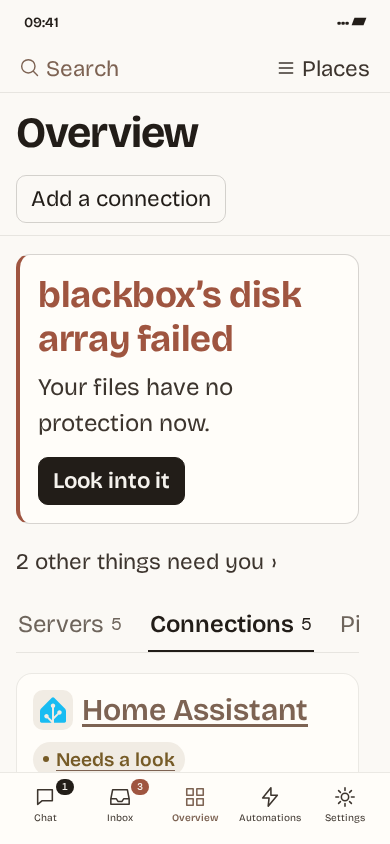 09:41
Search
Places
Overview
Add a connection
blackbox’s disk
array failed
Your files have no
protection now.
Look into it
2 other things need you ›
Servers 5 Connections 5 Pi
Home Assistant
• Needs a look
1 3
Chat Inbox Overview Automations Settings